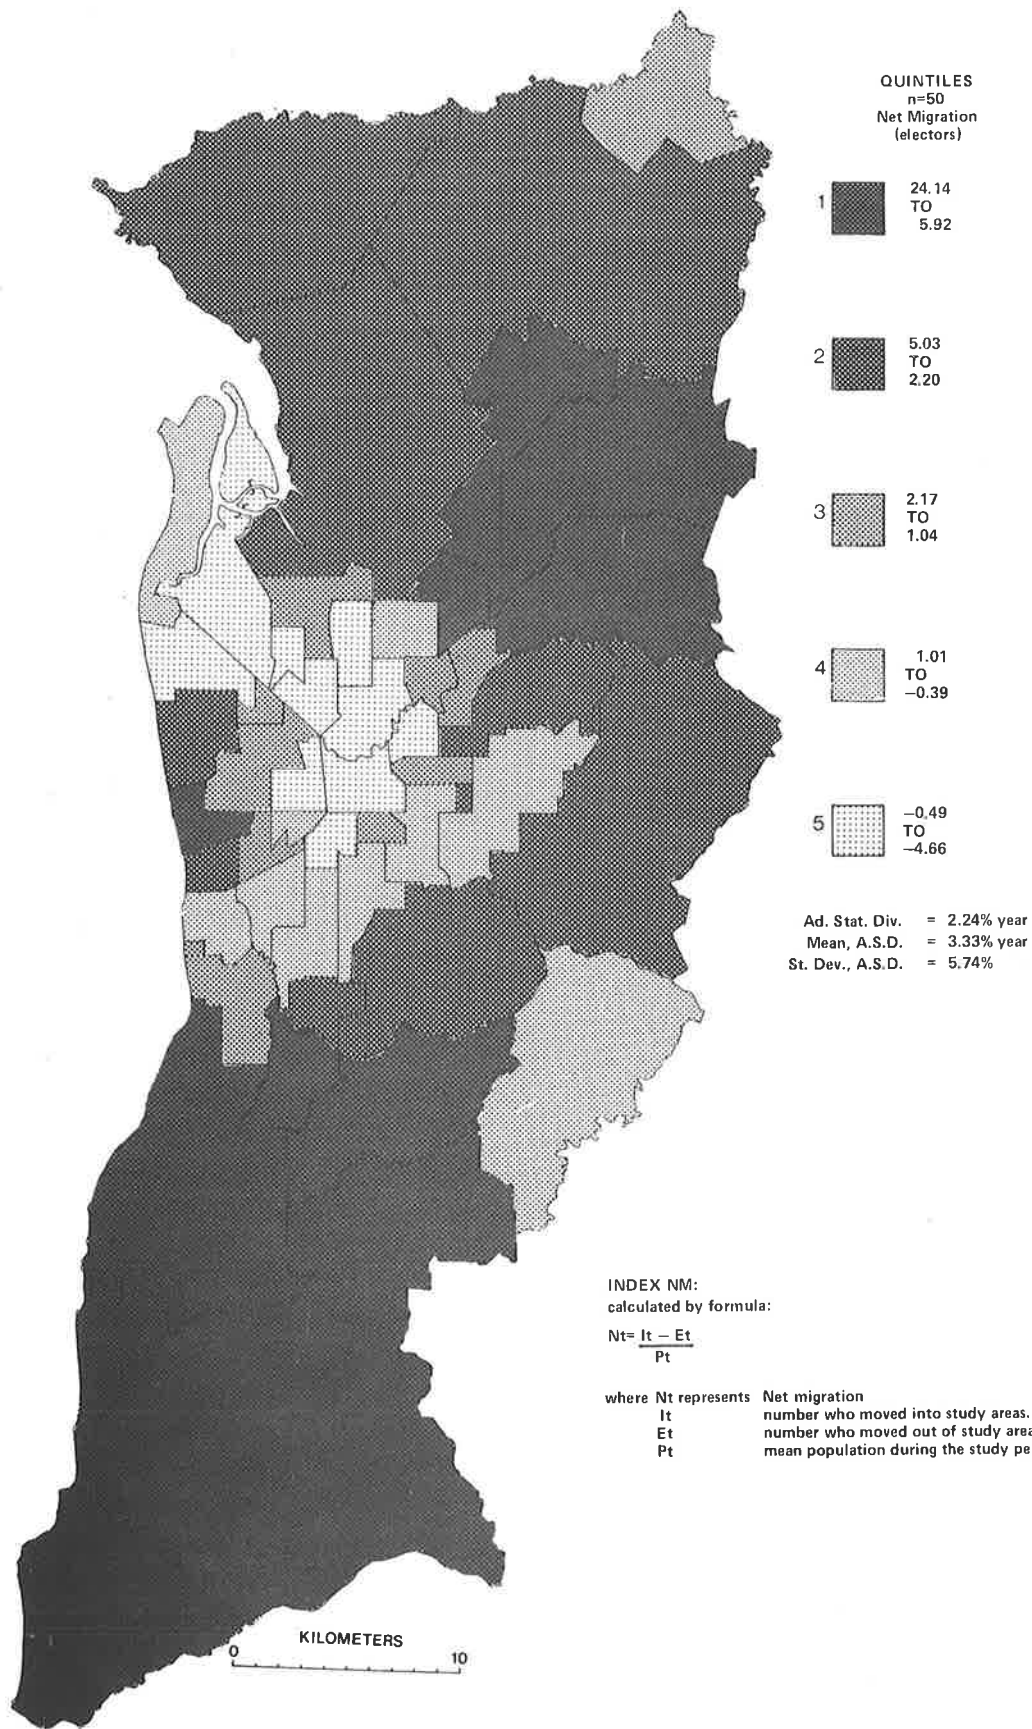 QUINTILES
n=50
Net Migration
(electors)
1
24.14
TO
5.92
2
5.03
TO
2.20
3
2.17
TO
1.04
4
1.01
TO
−0.39
5
−0.49
TO
−4.66
Ad. Stat. Div. = 2.24% year
Mean, A.S.D. = 3.33% year
St. Dev., A.S.D. = 5.74%
INDEX NM:
calculated by formula:
Nt= It − Et
Pt
where Nt represents Net migration
It number who moved into study areas.
Et number who moved out of study
Pt mean population during the study
KILOMETERS
0 10